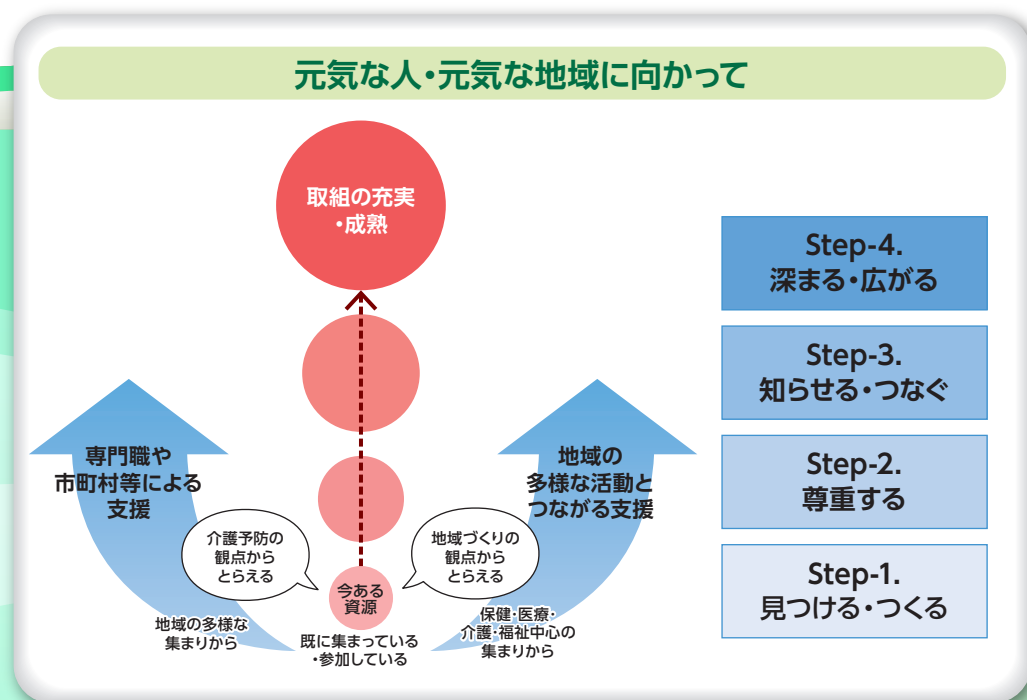 元気な人・元気な地域に向かって
取組の充実
・成熟
専門職や
市町村等による
支援
地域の
多様な活動と
つながる支援
介護予防の
観点から
とらえる
地域づくりの
観点から
とらえる
今ある
資源
地域の多様な
集まりから
既に集まっている
・参加している
保健・医療・
介護・福祉中心の
集まりから
Step-4.
深まる・広がる
Step-3.
知らせる・つなぐ
Step-2.
尊重する
Step-1.
見つける・つくる